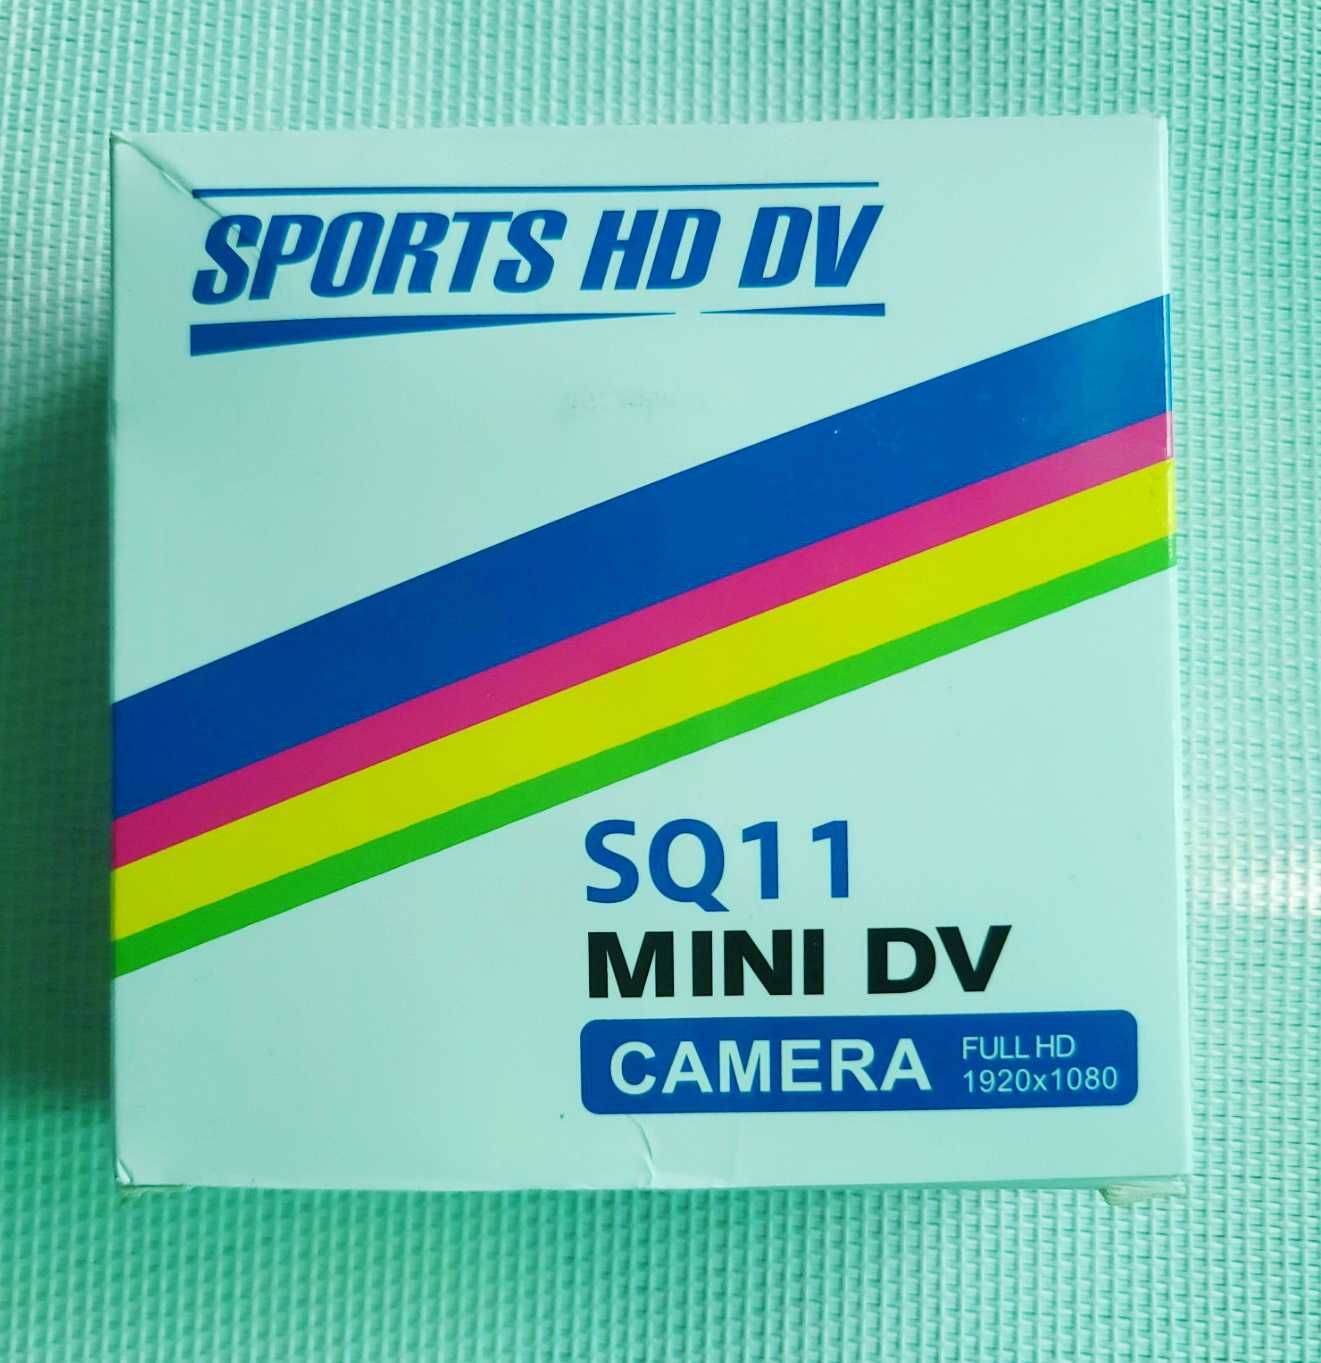 SPORTS HD DV
SQ11
MINI DV
CAMERA
FULL HD
1920x1080